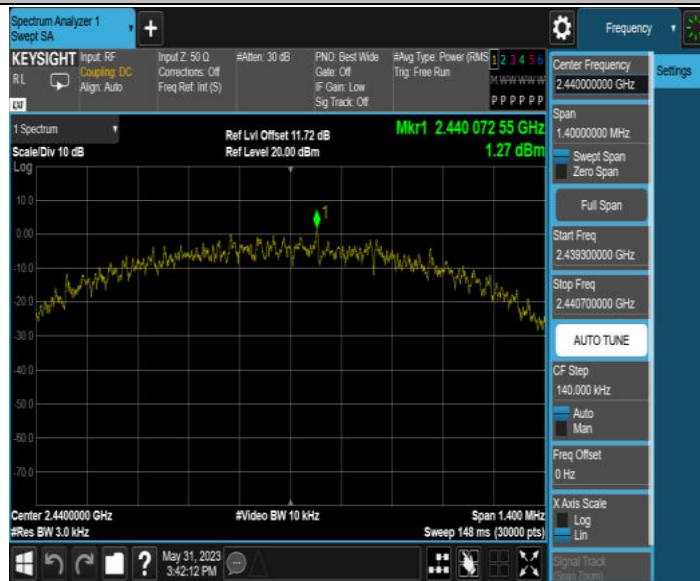 Spectrum Analyzer 1
Swept SA
+
Frequency
KEYSIGHT
RL
LXI
Input: RF
Coupling: DC
Align: Auto
Input Z: 50 Ω
Corrections: Off
Freq Ref: Int (S)
#Atten: 30 dB
PNO: Best Wide
Gate: Off
IF Gain: Low
Sig Track: Off
#Avg Type: Power (RMS
Trig: Free Run
1 2 3 4 5 6
M W W W W W
P P P P P P
1 Spectrum
Scale/Div 10 dB
Log
Ref Lvl Offset 11.72 dB
Ref Level 20.00 dBm
Mkr1 2.440 072 55 GHz
1.27 dBm
1
10.0
0.00
-10.0
-20.0
-30.0
-40.0
-50.0
-60.0
-70.0
Center 2.4400000 GHz
#Res BW 3.0 kHz
#Video BW 10 kHz
Span 1.400 MHz
Sweep 148 ms (30000 pts)
?
May 31, 2023
3:42:12 PM
Center Frequency
2.440000000 GHz
Settings
Span
1.40000000 MHz
Swept Span
Zero Span
Full Span
Start Freq
2.439300000 GHz
Stop Freq
2.440700000 GHz
AUTO TUNE
CF Step
140.000 kHz
Auto
Man
Freq Offset
0 Hz
X Axis Scale
Log
Lin
Signal Track
(Span Zoom)